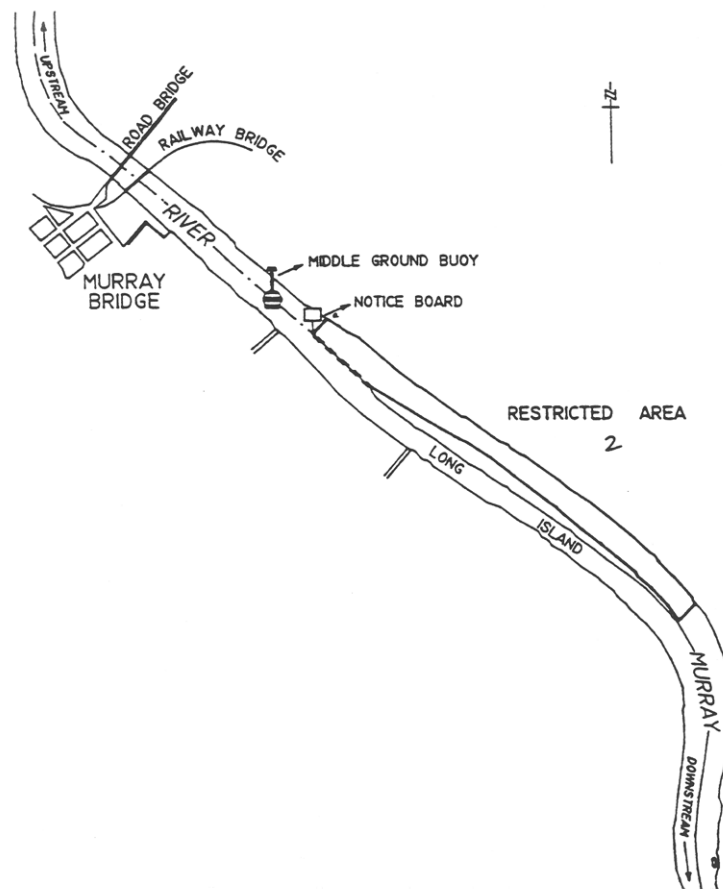 UPSTREAM
ROAD BRIDGE
RAILWAY BRIDGE
-Z-
RIVER
MURRAY
BRIDGE
MIDDLE GROUND BUOY
NOTICE BOARD
RESTRICTED AREA
2
LONG
ISLAND
MURRAY
DOWNSTREAM